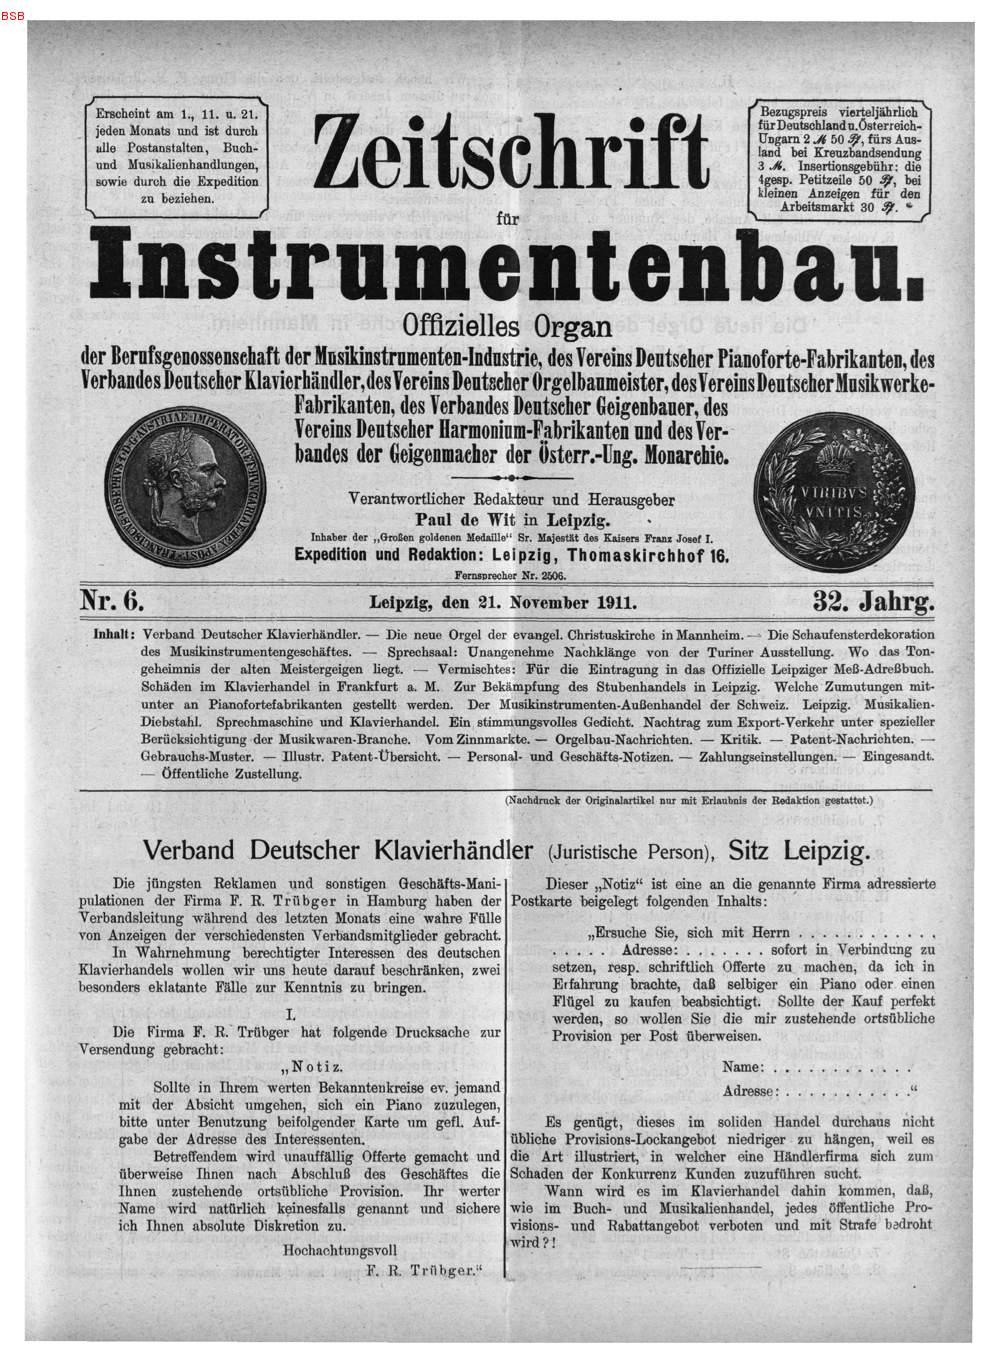 BSB
Erscheint am 1., 11. u. 21.
jeden Monats und ist durch
alle Postanstalten, Buch-
und Musikalienhandlungen,
sowie durch die Expedition
zu beziehen.
Zeitschrift
Bezugspreis vierteljährlich
für Deutschland u. Österreich-
Ungarn 2 ℳ 50 ₰, fürs Aus-
land bei Kreuzbandsendung
3 ℳ. Insertionsgebühr: die
4gesp. Petitzeile 50 ₰, bei
kleinen Anzeigen für den
Arbeitsmarkt 30 ₰.
für
Instrumentenbau.
Offizielles Organ
der Berufsgenossenschaft der Musikinstrumenten-Industrie, des Vereins Deutscher Pianoforte-Fabrikanten, des
Verbandes Deutscher Klavierhändler, des Vereins Deutscher Orgelbaumeister, des Vereins Deutscher Musikwerke-
Fabrikanten, des Verbandes Deutscher Geigenbauer, des
Vereins Deutscher Harmonium-Fabrikanten und des Ver-
bandes der Geigenmacher der Österr.-Ung. Monarchie.
FRANCISCVS·IOSEPHVS·D·G·AVSTRIAE·IMPERATOR·ET·HVNGARIAE·REX·APOST
VIRIBVS
VNITIS
Verantwortlicher Redakteur und Herausgeber
Paul de Wit in Leipzig.
Inhaber der „Großen goldenen Medaille“ Sr. Majestät des Kaisers Franz Josef I.
Expedition und Redaktion: Leipzig, Thomaskirchhof 16.
Fernsprecher Nr. 2506.
Nr. 6.
Leipzig, den 21. November 1911.
32. Jahrg.
Inhalt: Verband Deutscher Klavierhändler. — Die neue Orgel der evangel. Christuskirche in Mannheim. — Die Schaufensterdekoration
des Musikinstrumentengeschäftes. — Sprechsaal: Unangenehme Nachklänge von der Turiner Ausstellung. Wo das Ton-
geheimnis der alten Meistergeigen liegt. — Vermischtes: Für die Eintragung in das Offizielle Leipziger Meß-Adreßbuch.
Schäden im Klavierhandel in Frankfurt a. M. Zur Bekämpfung des Stubenhandels in Leipzig. Welche Zumutungen mit-
unter an Pianofortefabrikanten gestellt werden. Der Musikinstrumenten-Außenhandel der Schweiz. Leipzig. Musikalien-
Diebstahl. Sprechmaschine und Klavierhandel. Ein stimmungsvolles Gedicht. Nachtrag zum Export-Verkehr unter spezieller
Berücksichtigung der Musikwaren-Branche. Vom Zinnmarkte. — Orgelbau-Nachrichten. — Kritik. — Patent-Nachrichten. —
Gebrauchs-Muster. — Illustr. Patent-Übersicht. — Personal- und Geschäfts-Notizen. — Zahlungseinstellungen. — Eingesandt.
— Öffentliche Zustellung.
(Nachdruck der Originalartikel nur mit Erlaubnis der Redaktion gestattet.)
Verband Deutscher Klavierhändler (Juristische Person), Sitz Leipzig.
Die jüngsten Reklamen und sonstigen Geschäfts-Mani-
pulationen der Firma F. R. Trübger in Hamburg haben der
Verbandsleitung während des letzten Monats eine wahre Fülle
von Anzeigen der verschiedensten Verbandsmitglieder gebracht.
In Wahrnehmung berechtigter Interessen des deutschen
Klavierhandels wollen wir uns heute darauf beschränken, zwei
besonders eklatante Fälle zur Kenntnis zu bringen.
I.
Die Firma F. R. Trübger hat folgende Drucksache zur
Versendung gebracht:
„Notiz.
Sollte in Ihrem werten Bekanntenkreise ev. jemand
mit der Absicht umgehen, sich ein Piano zuzulegen,
bitte unter Benutzung beifolgender Karte um gefl. Auf-
gabe der Adresse des Interessenten.
Betreffendem wird unauffällig Offerte gemacht und
überweise Ihnen nach Abschluß des Geschäftes die
Ihnen zustehende ortsübliche Provision. Ihr werter
Name wird natürlich keinesfalls genannt und sichere
ich Ihnen absolute Diskretion zu.
Hochachtungsvoll
F. R. Trübger.“
Dieser „Notiz“ ist eine an die genannte Firma adressierte
Postkarte beigelegt folgenden Inhalts:
„Ersuche Sie, sich mit Herrn . . . . . . . . . . . .
. . . . . Adresse: . . . . . . . sofort in Verbindung zu
setzen, resp. schriftlich Offerte zu machen, da ich in
Erfahrung brachte, daß selbiger ein Piano oder einen
Flügel zu kaufen beabsichtigt. Sollte der Kauf perfekt
werden, so wollen Sie die mir zustehende ortsübliche
Provision per Post überweisen.
Name: . . . . . . . . . . . .
Adresse: . . . . . . . . . . .“
Es genügt, dieses im soliden Handel durchaus nicht
übliche Provisions-Lockangebot niedriger zu hängen, weil es
die Art illustriert, in welcher eine Händlerfirma sich zum
Schaden der Konkurrenz Kunden zuzuführen sucht.
Wann wird es im Klavierhandel dahin kommen, daß,
wie im Buch- und Musikalienhandel, jedes öffentliche Pro-
visions- und Rabattangebot verboten und mit Strafe bedroht
wird?!